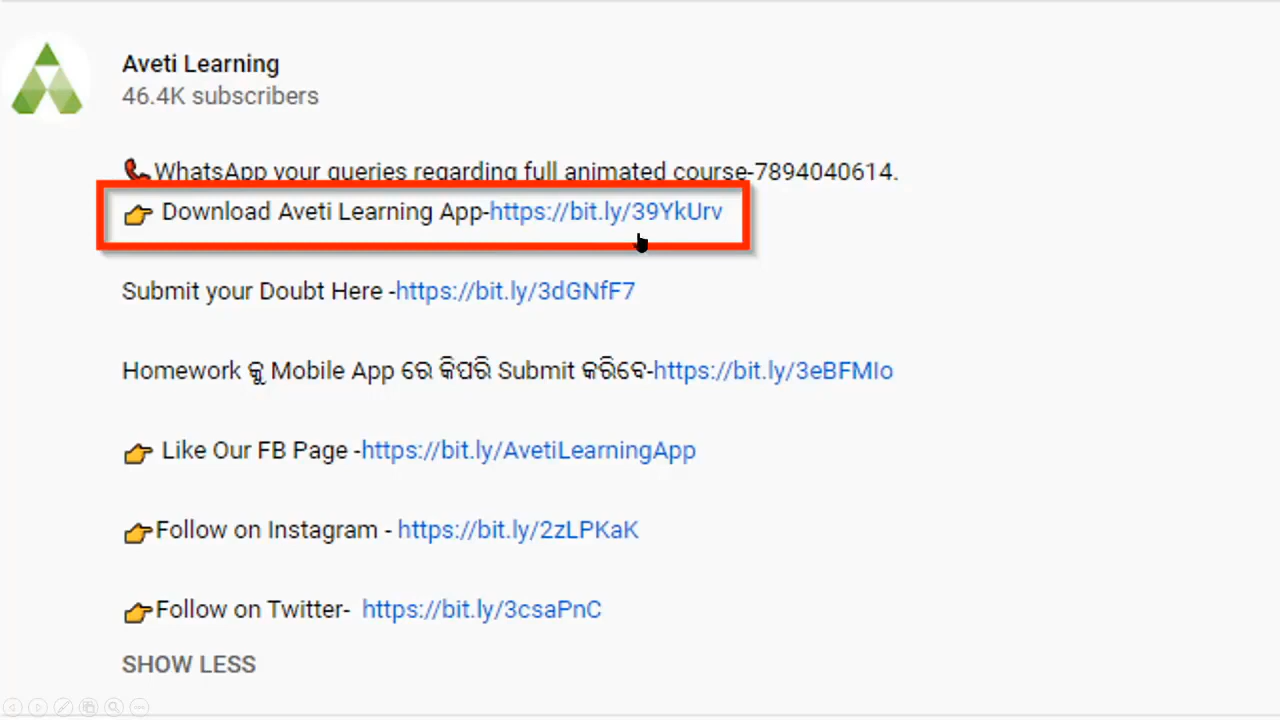 Aveti Learning
46.4K subscribers
📞WhatsApp your queries regarding full animated course-7894040614.
👉 Download Aveti Learning App-https://bit.ly/39YkUrv
Submit your Doubt Here -https://bit.ly/3dGNfF7
Homework କୁ Mobile App ରେ କିପରି Submit କରିବେ-https://bit.ly/3eBFMIo
👉 Like Our FB Page -https://bit.ly/AvetiLearningApp
👉Follow on Instagram - https://bit.ly/2zLPKaK
👉Follow on Twitter- https://bit.ly/3csaPnC
SHOW LESS